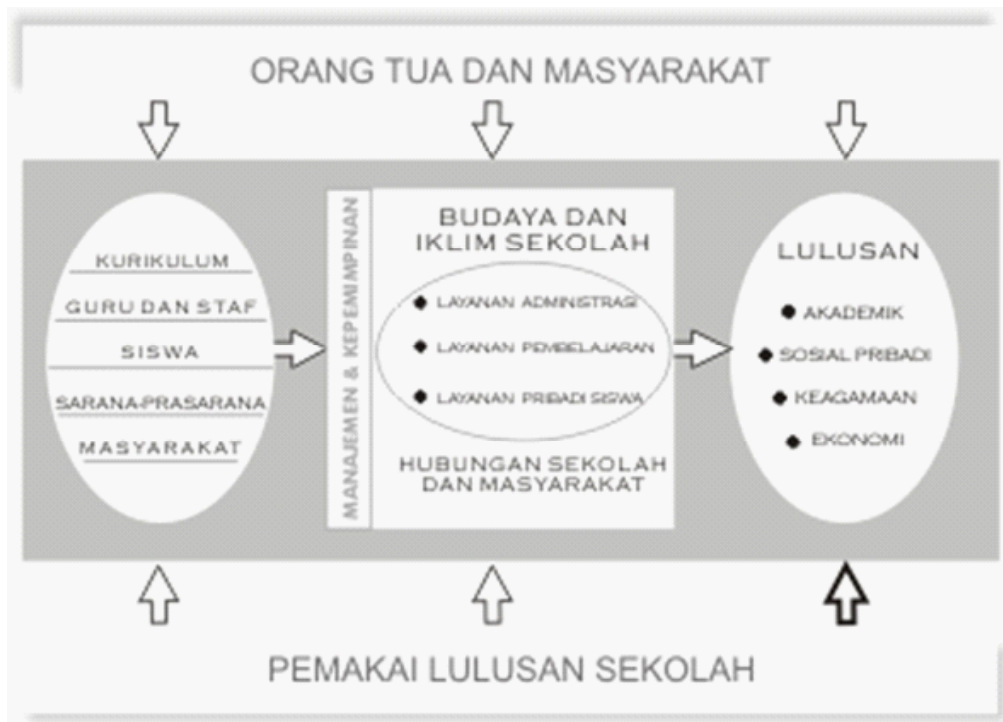 ORANG TUA DAN MASYARAKAT
KURIKULUM
GURU DAN STAF
SISWA
SARANA-PRASARANA
MASYARAKAT
MANAJEMEN & KEPEMIMPINAN
BUDAYA DAN
IKLIM SEKOLAH
LAYANAN ADMINISTRASI
LAYANAN PEMBELAJARAN
LAYANAN PRIBADI SISWA
HUBUNGAN SEKOLAH
DAN MASYARAKAT
LULUSAN
AKADEMIK
SOSIAL PRIBADI
KEAGAMAAN
EKONOMI
PEMAKAI LULUSAN SEKOLAH